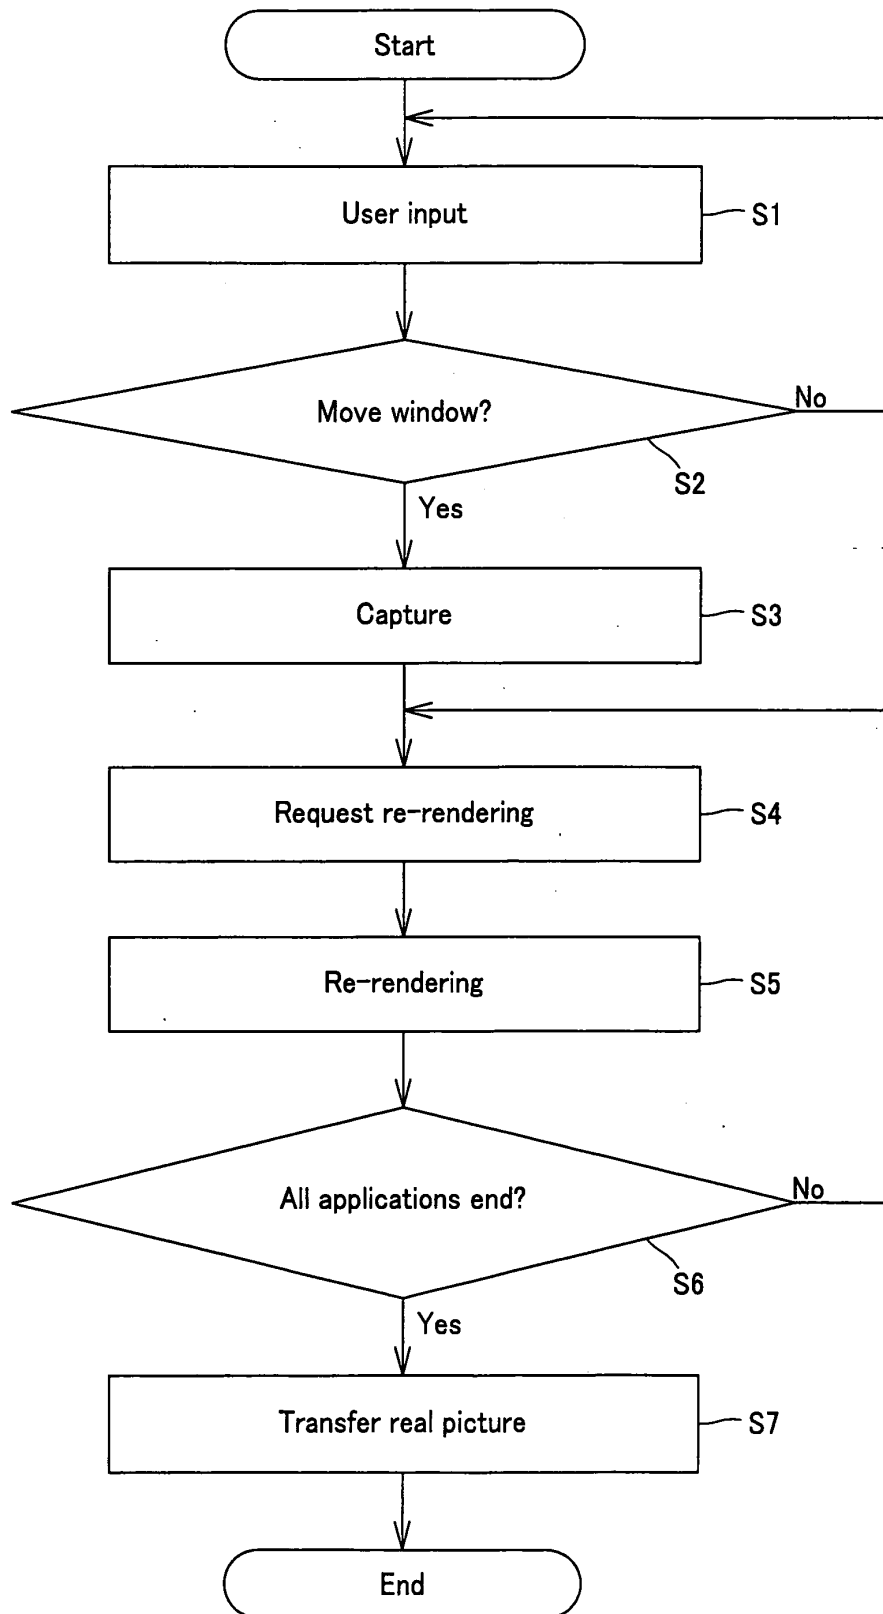 Start
User input
S1
Move window?
No
S2
Yes
Capture
S3
Request re-rendering
S4
Re-rendering
S5
All applications end?
No
S6
Yes
Transfer real picture
S7
End